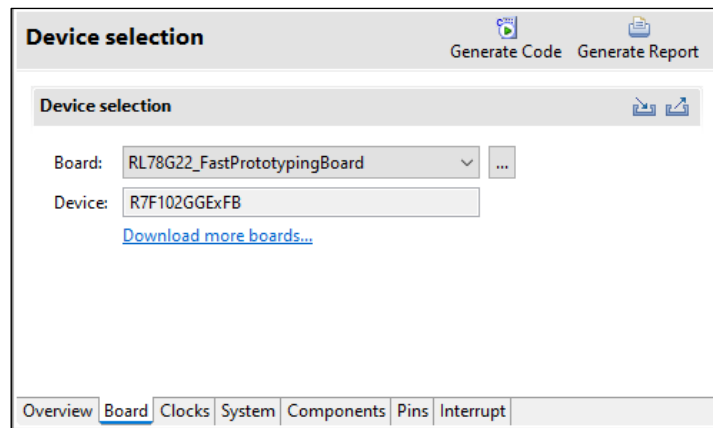 Device selection
Generate Code Generate Report
Device selection
Board: RL78G22_FastPrototypingBoard ...
Device: R7F102GGExFB
Download more boards...
Overview Board Clocks System Components Pins Interrupt